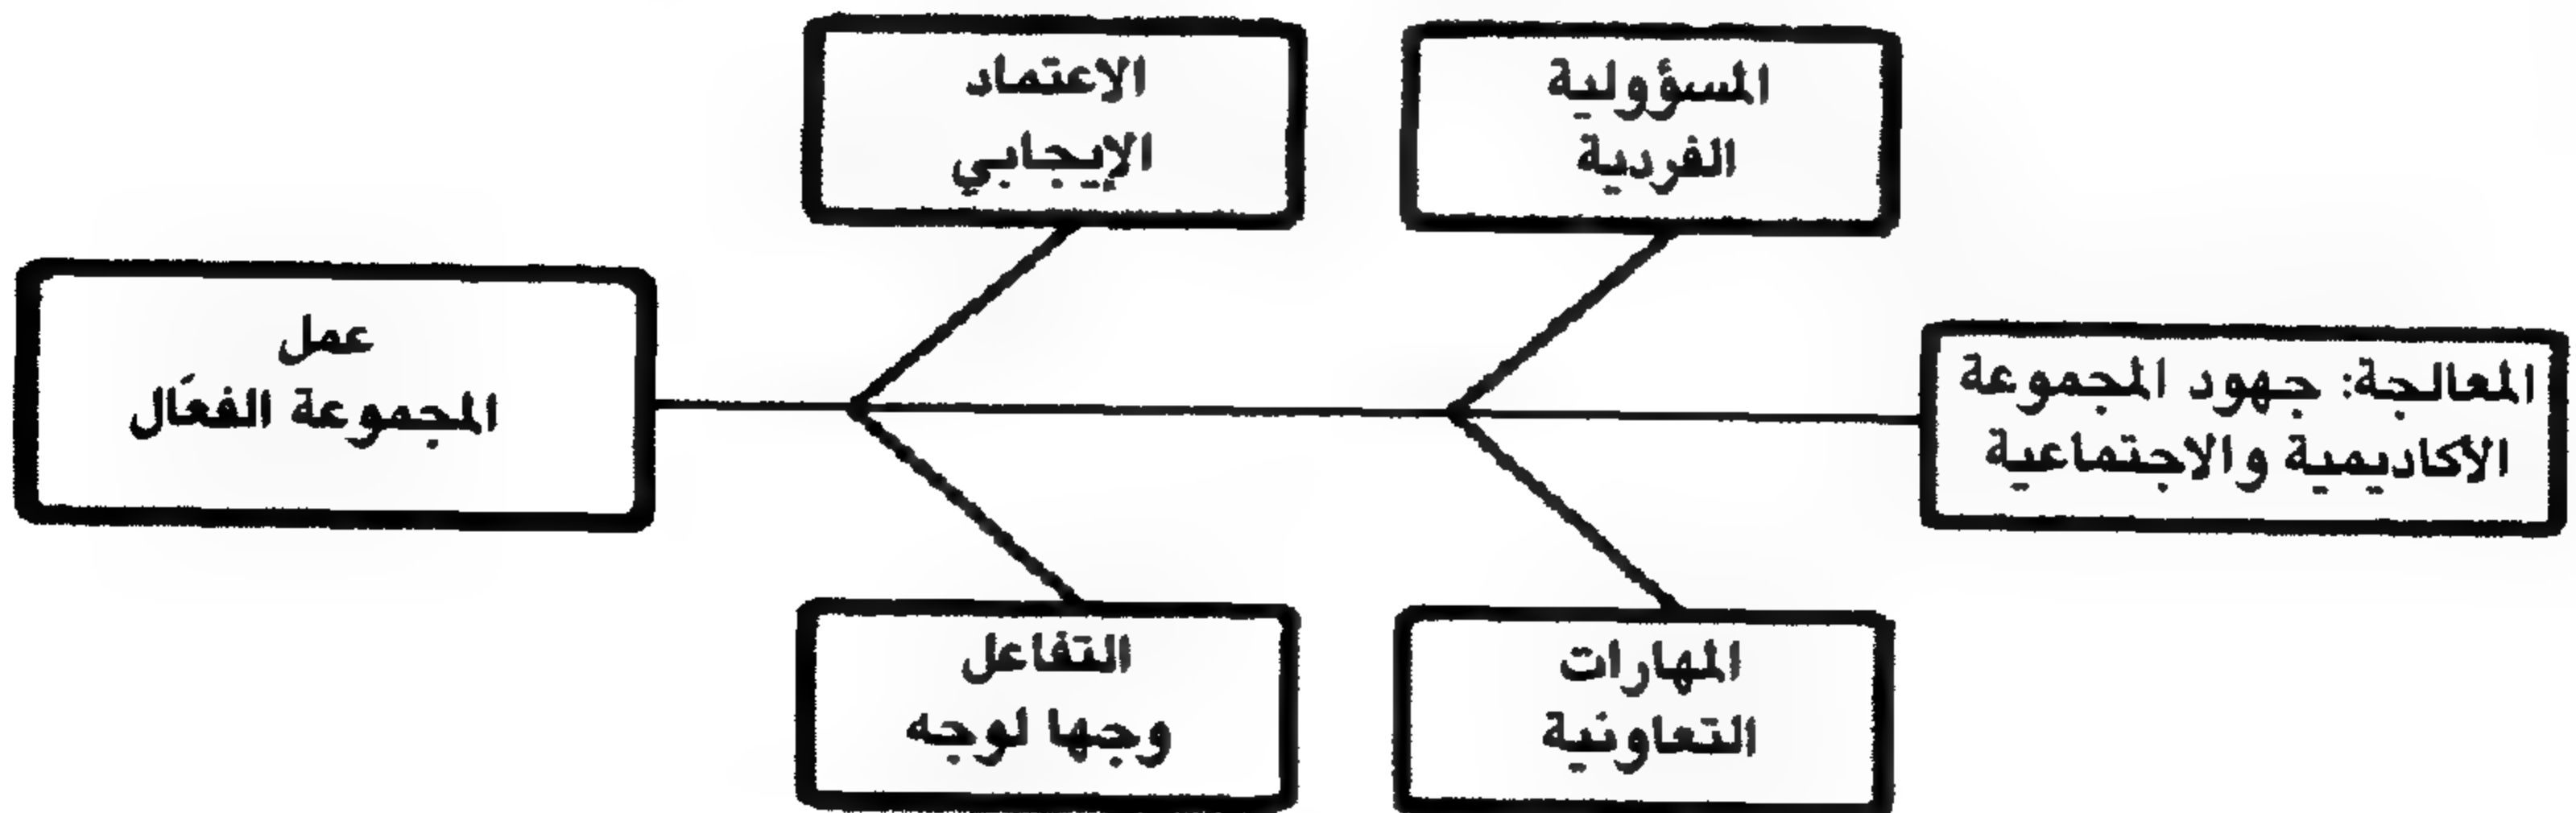 الاعتماد
الإيجابي
المسؤولية
الفردية
عمل
المجموعة الفعّال
المعالجة: جهود المجموعة
الأكاديمية والاجتماعية
التفاعل
وجها لوجه
المهارات
التعاونية